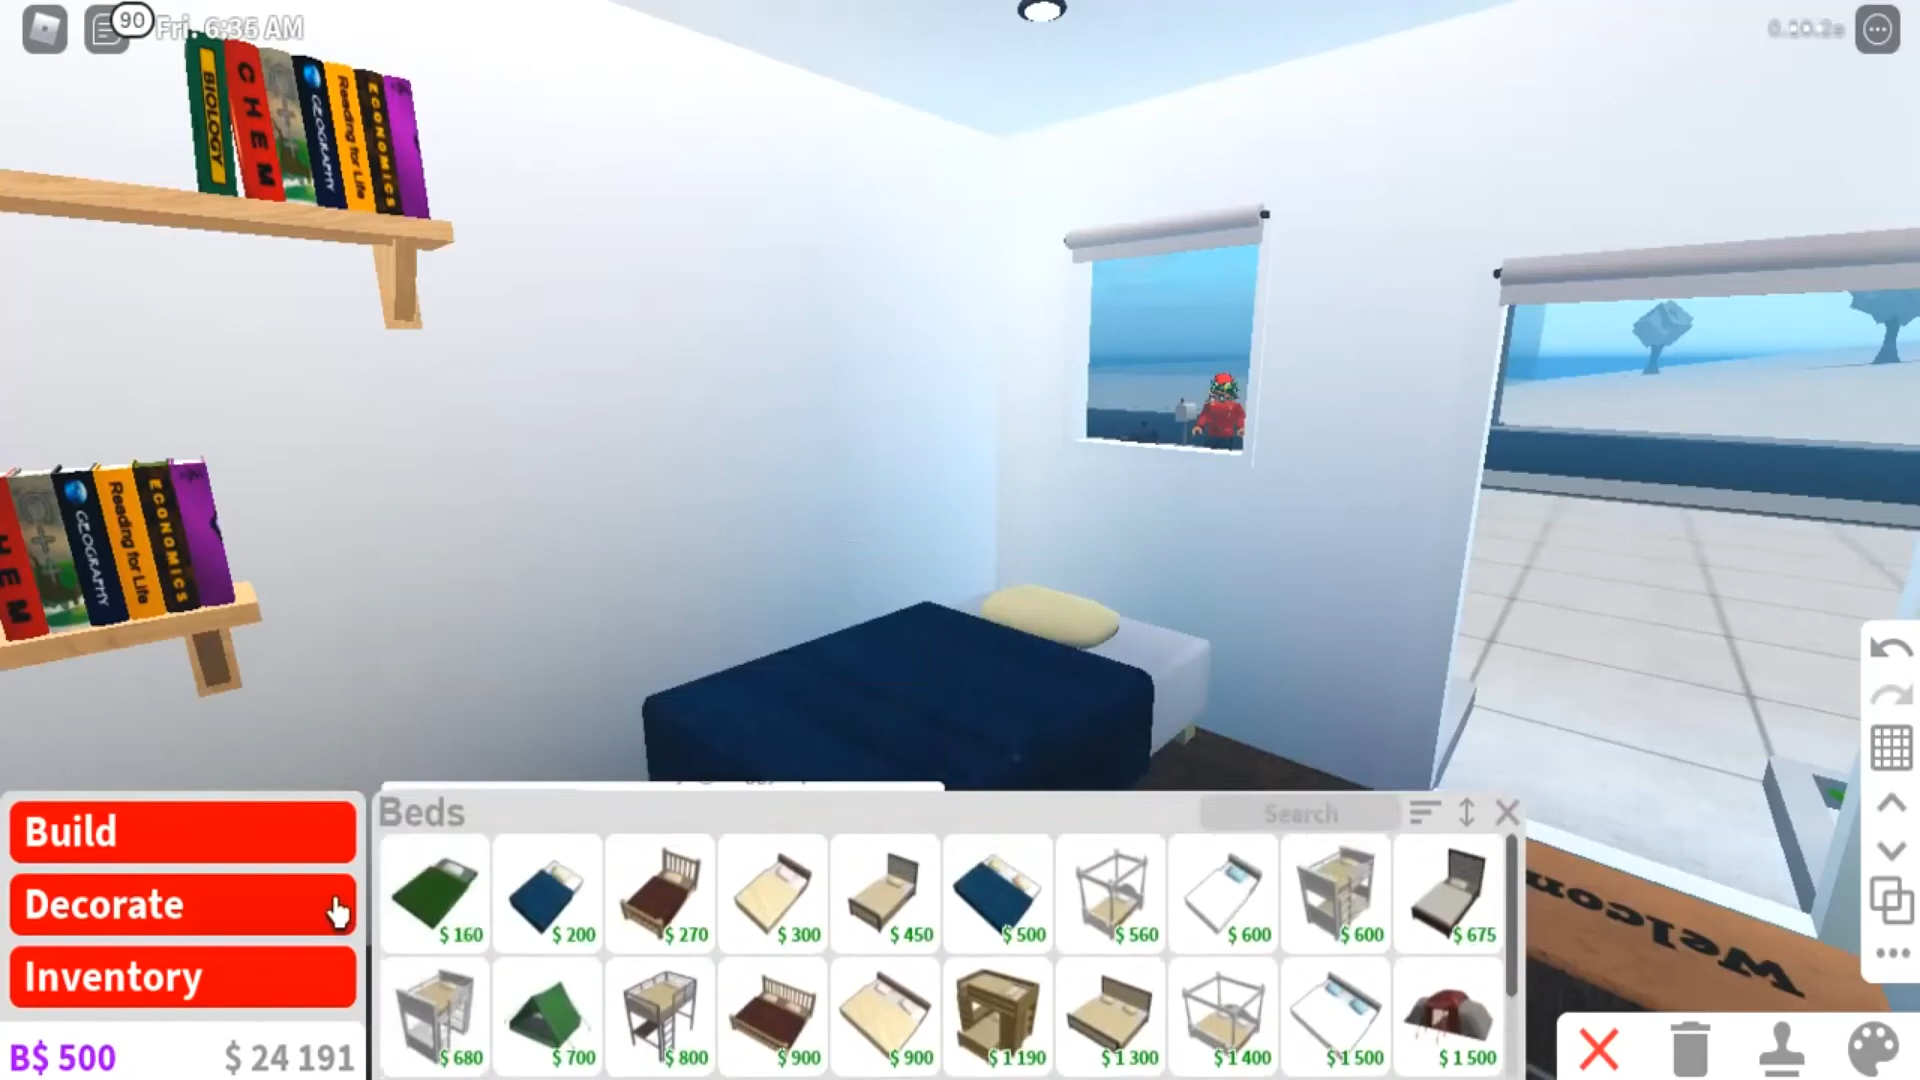 90
Fri. 6:36 AM
BIOLOGY
CHEM
C++
GEOGRAPHY
Reading for Life
ECONOMICS
HEM
C++
GEOGRAPHY
Reading for Life
ECONOMICS
Build
Decorate
Inventory
B$ 500
$ 24 191
Beds
Search
$ 160
$ 200
$ 270
$ 300
$ 450
$ 500
$ 560
$ 600
$ 600
$ 675
$ 680
$ 700
$ 800
$ 900
$ 900
$ 1 190
$ 1 300
$ 1 400
$ 1 500
$ 1 500
Welcom